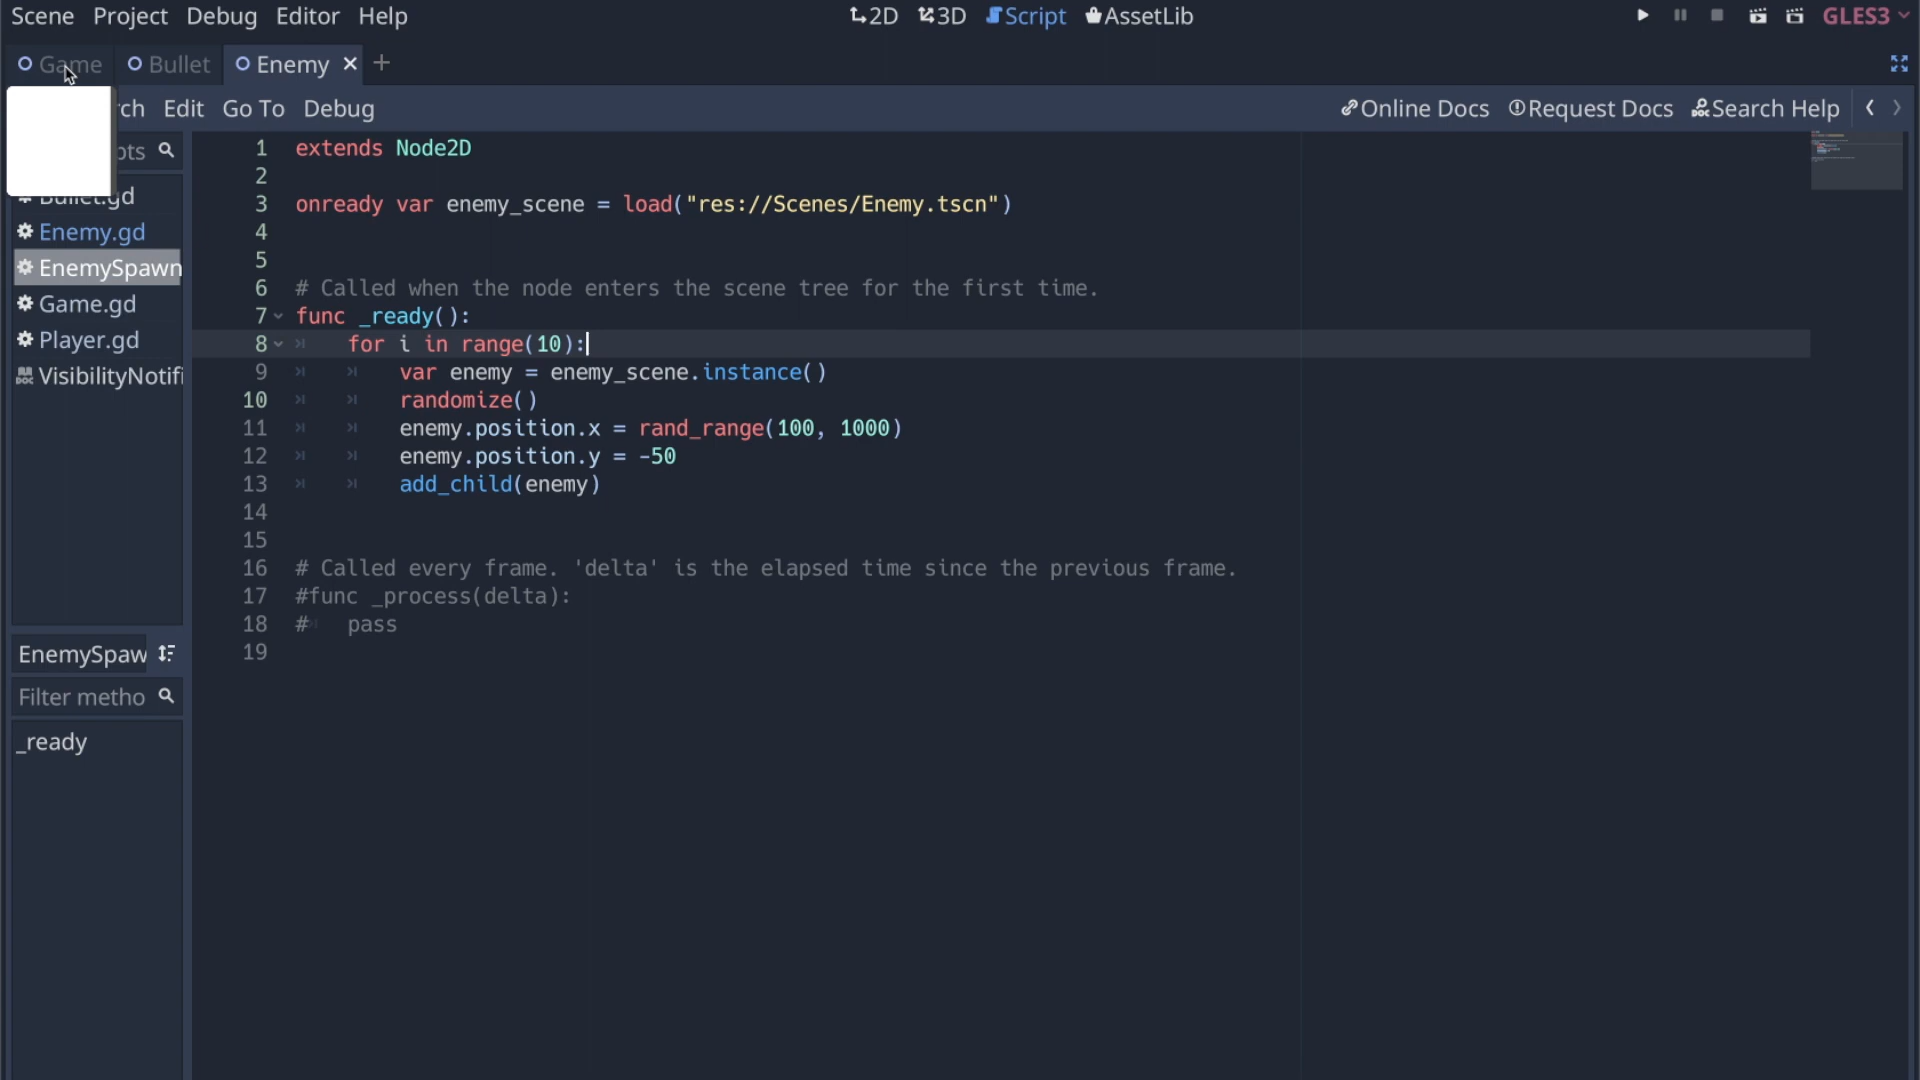 Scene Project Debug Editor Help 2D 3D Script AssetLib GLES3
Game Bullet Enemy
rch Edit Go To Debug Online Docs Request Docs Search Help
pts
Bullet.gd
Enemy.gd
EnemySpawn
Game.gd
Player.gd
VisibilityNotifi
EnemySpaw
Filter metho
_ready
1 extends Node2D
2
3 onready var enemy_scene = load("res://Scenes/Enemy.tscn")
4
5
6 # Called when the node enters the scene tree for the first time.
7 func _ready():
8 for i in range(10):
9 var enemy = enemy_scene.instance()
10 randomize()
11 enemy.position.x = rand_range(100, 1000)
12 enemy.position.y = -50
13 add_child(enemy)
14
15
16 # Called every frame. 'delta' is the elapsed time since the previous frame.
17 #func _process(delta):
18 # pass
19